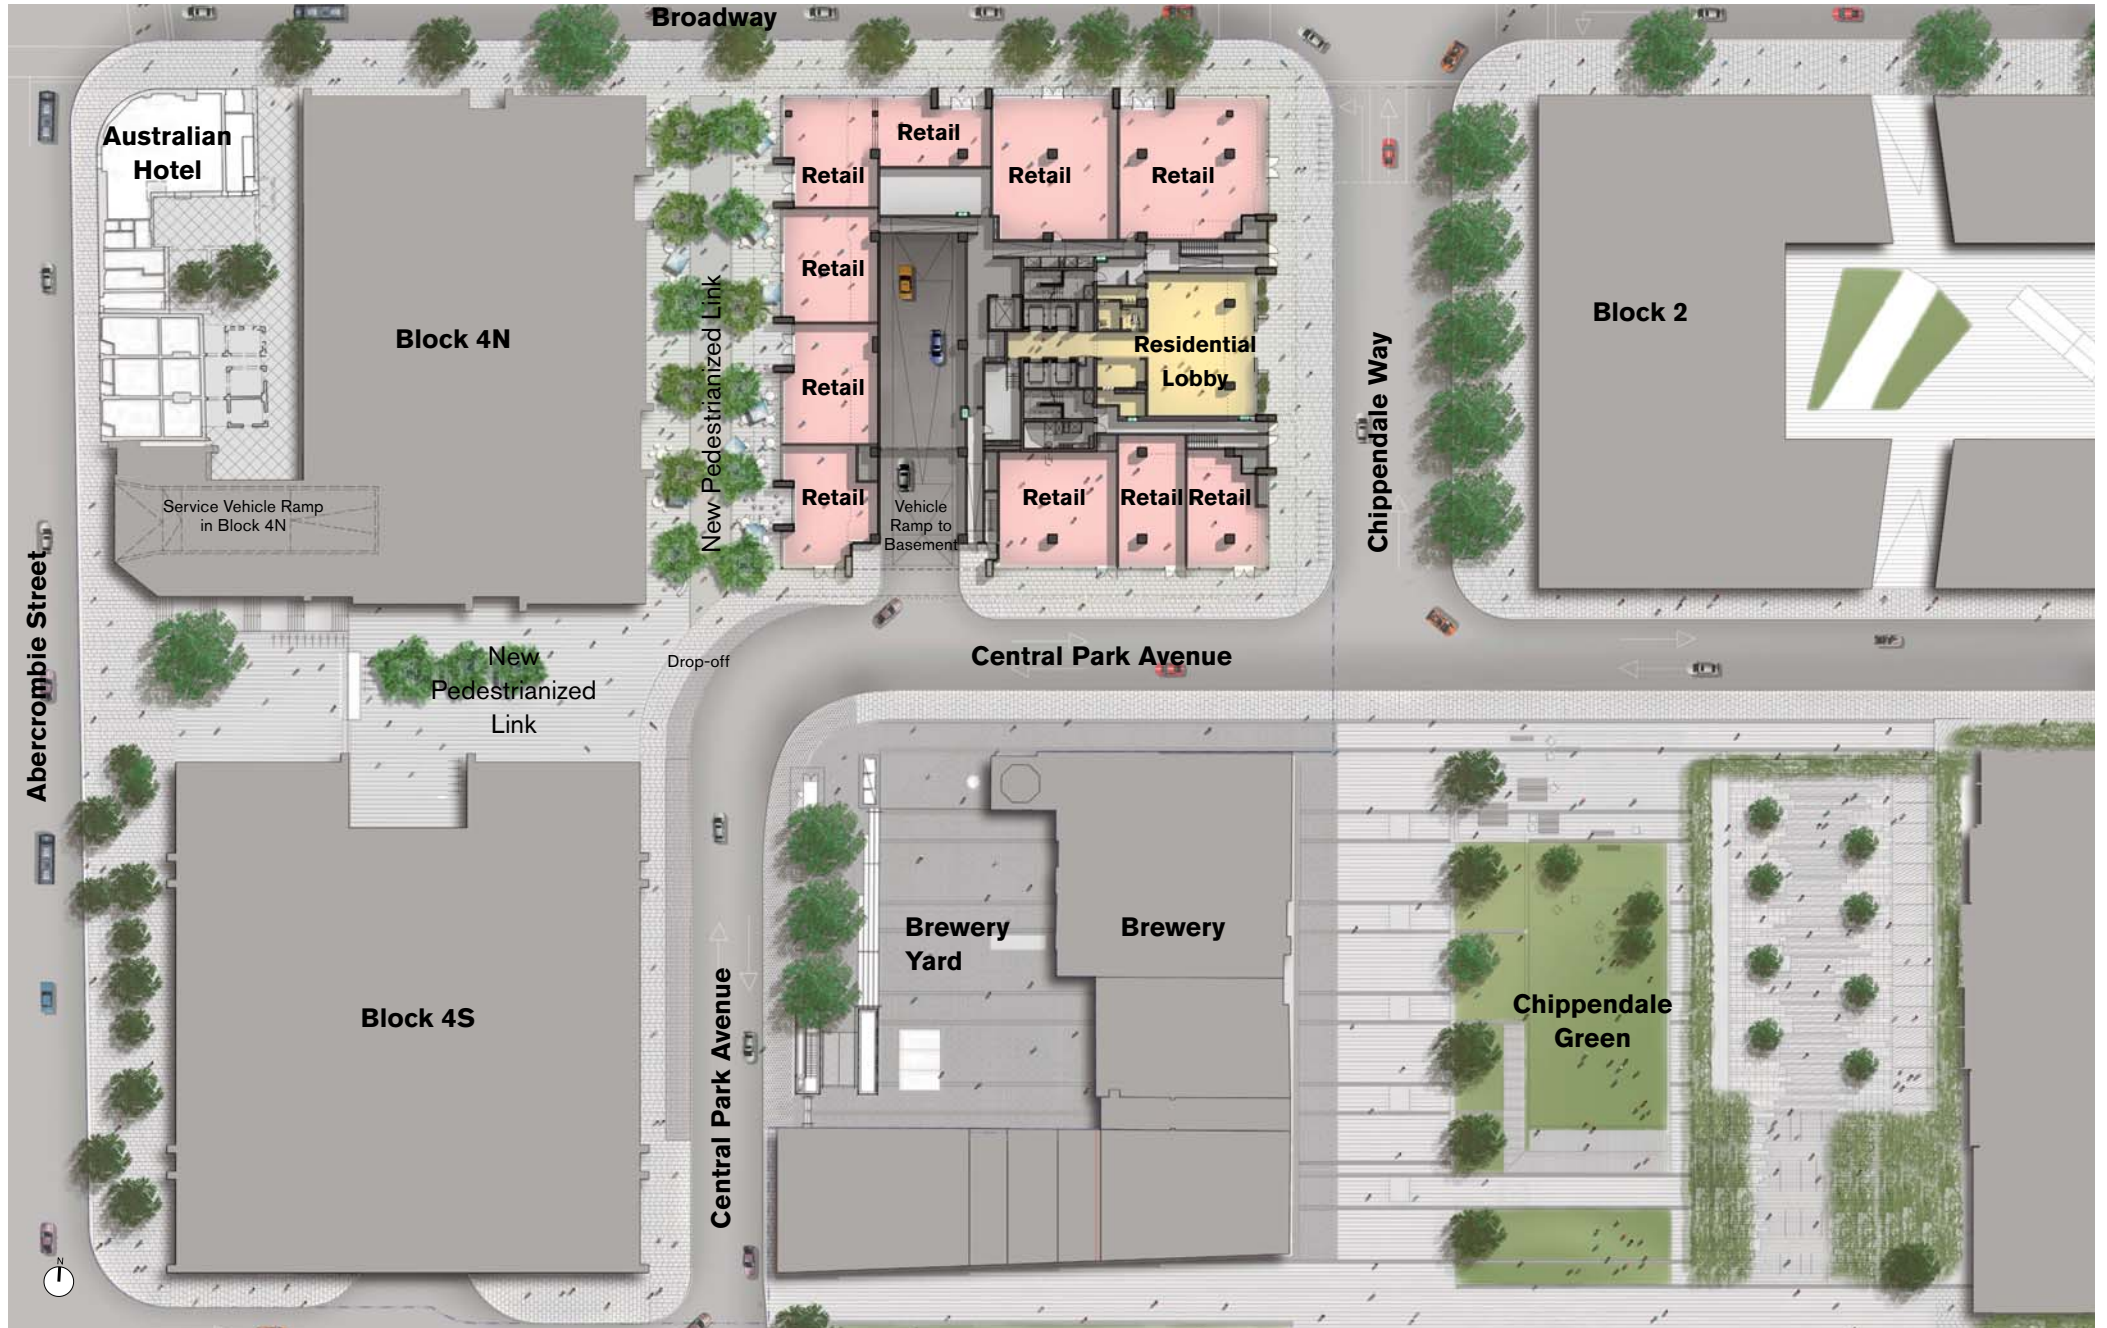 Broadway
Australian
Hotel
Retail
Retail
Retail
Retail
Retail
Retail
Retail
Retail
Retail
Retail
Block 4N
New Pedestrianized Link
Residential
Lobby
Chippendale Way
Block 2
Service Vehicle Ramp
in Block 4N
Vehicle
Ramp to
Basement
Abercrombie Street
New
Pedestrianized
Link
Drop-off
Central Park Avenue
Block 4S
Central Park Avenue
Brewery
Yard
Brewery
Chippendale
Green
N